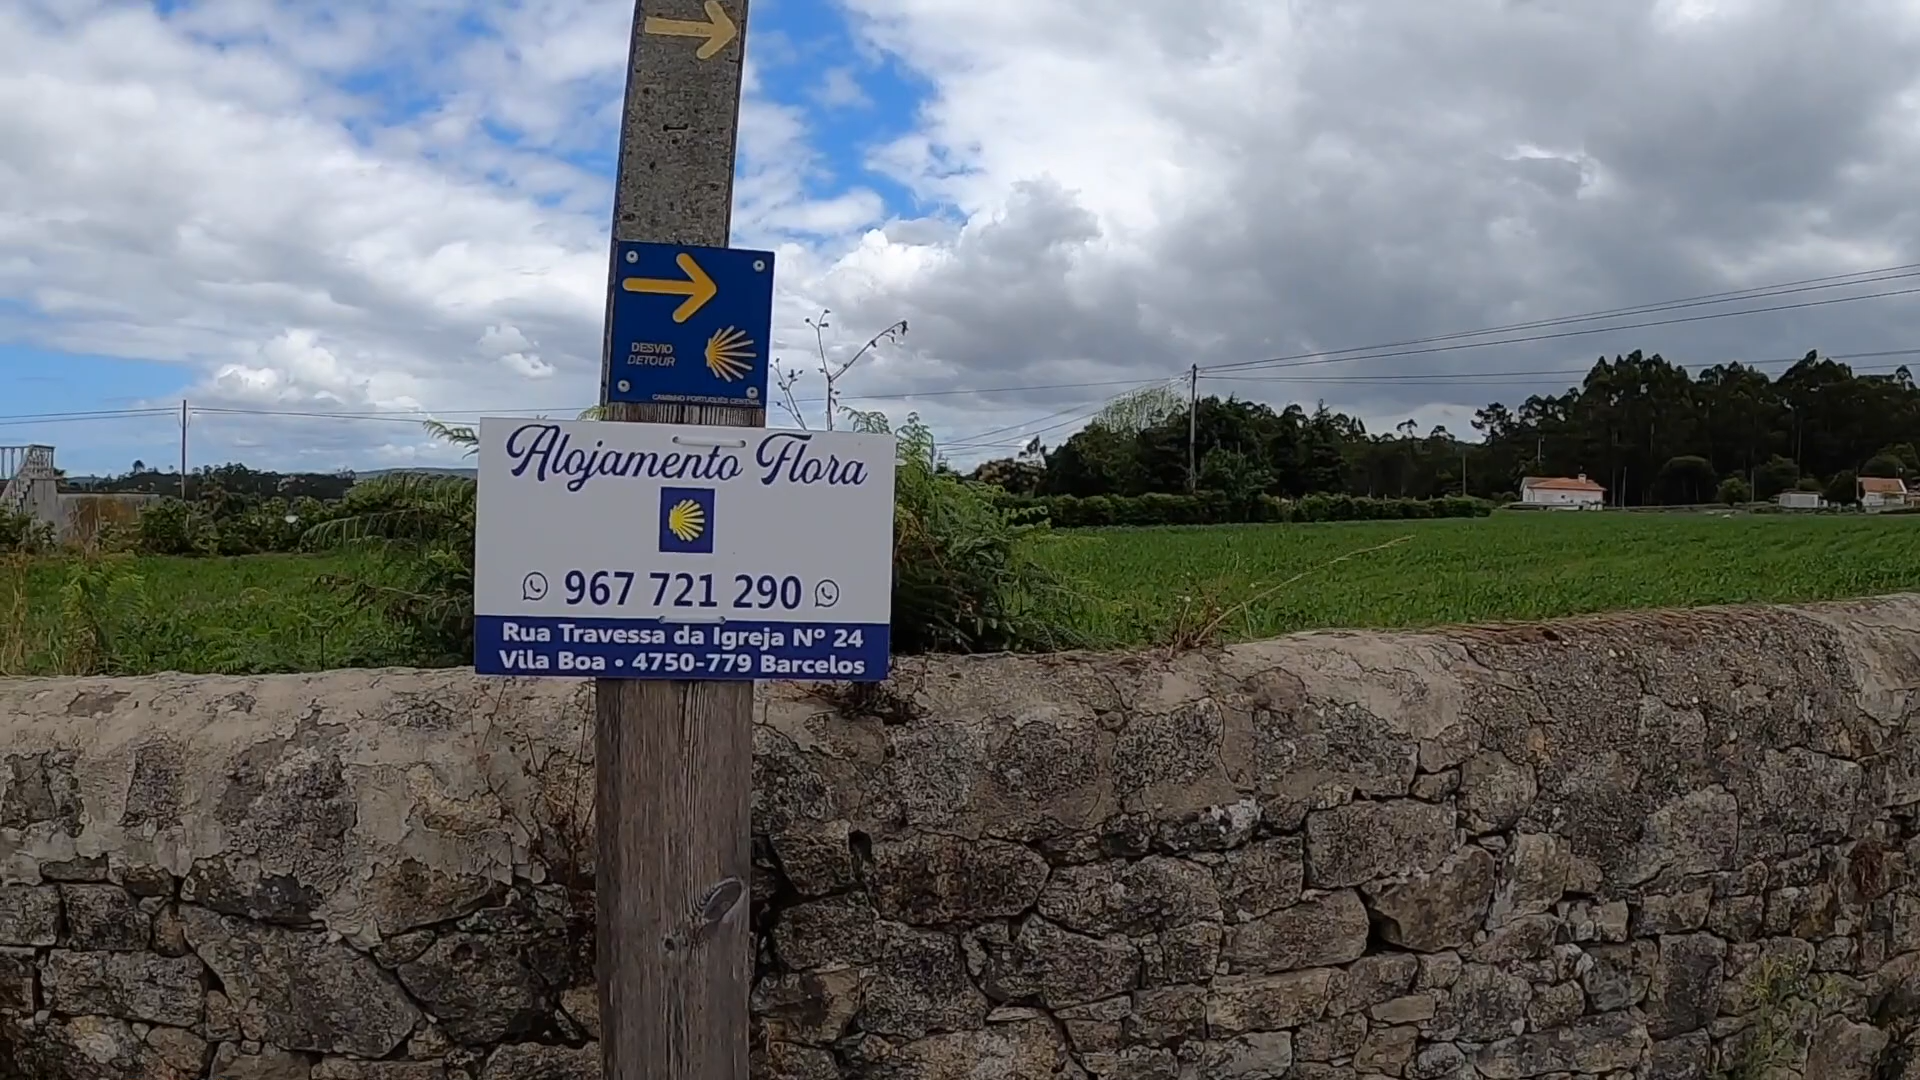 DESVIO
DETOUR
CAMINHO PORTUGUÊS CENTRAL
Alojamento Flora
967 721 290
Rua Travessa da Igreja Nº 24
Vila Boa • 4750-779 Barcelos